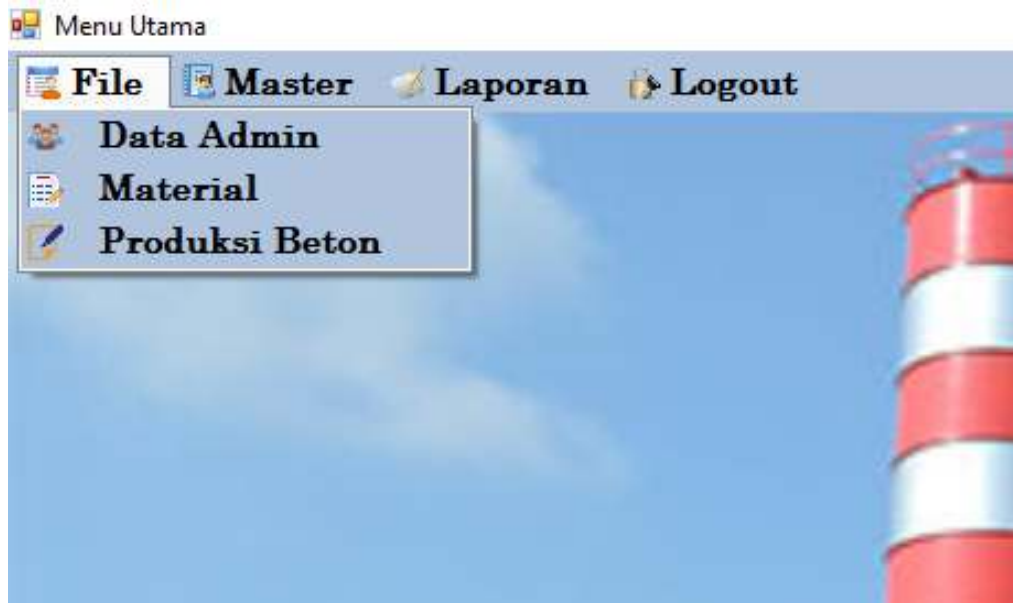 Menu Utama
File Master Laporan Logout
Data Admin
Material
Produksi Beton